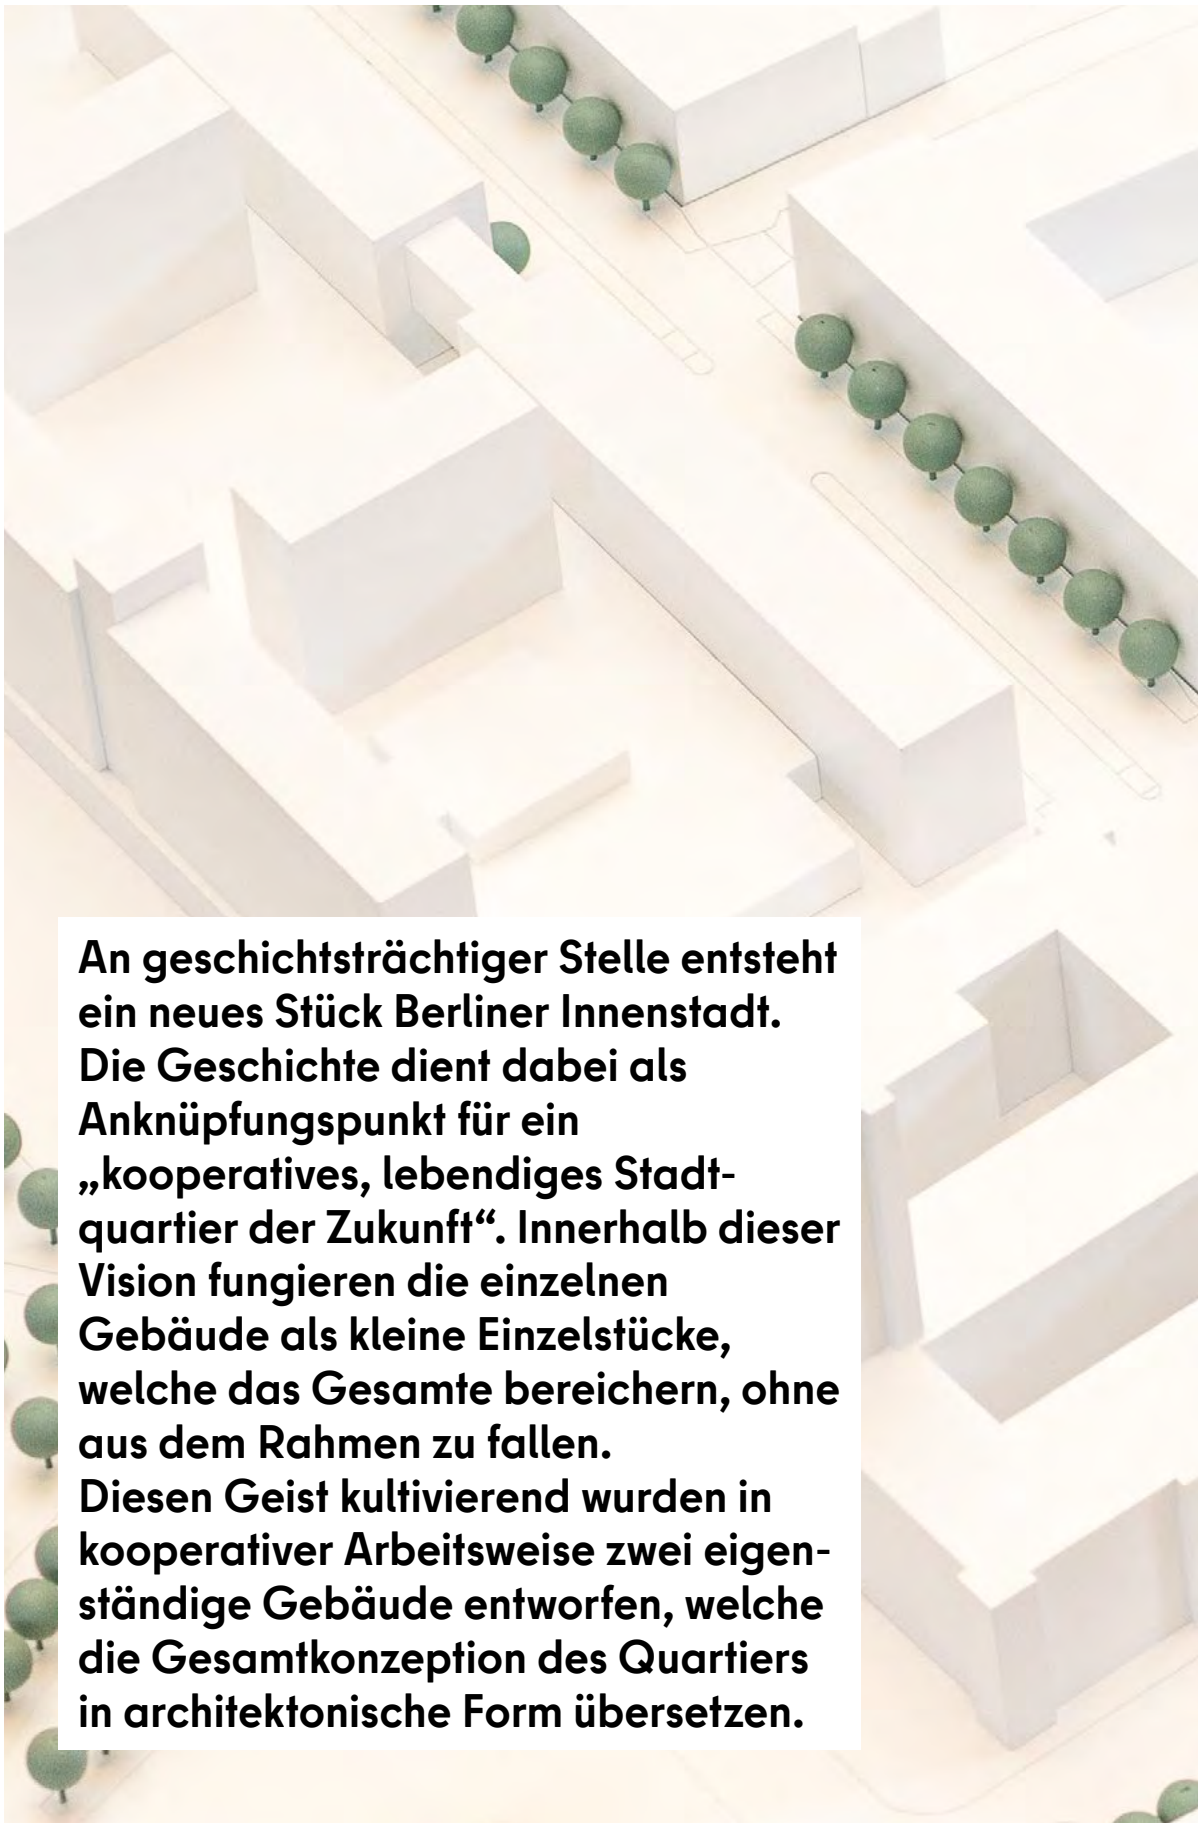 An geschichtsträchtiger Stelle entsteht
ein neues Stück Berliner Innenstadt.
Die Geschichte dient dabei als
Anknüpfungspunkt für ein
„kooperatives, lebendiges Stadt-
quartier der Zukunft“. Innerhalb dieser
Vision fungieren die einzelnen
Gebäude als kleine Einzelstücke,
welche das Gesamte bereichern, ohne
aus dem Rahmen zu fallen.
Diesen Geist kultivierend wurden in
kooperativer Arbeitsweise zwei eigen-
ständige Gebäude entworfen, welche
die Gesamtkonzeption des Quartiers
in architektonische Form übersetzen.